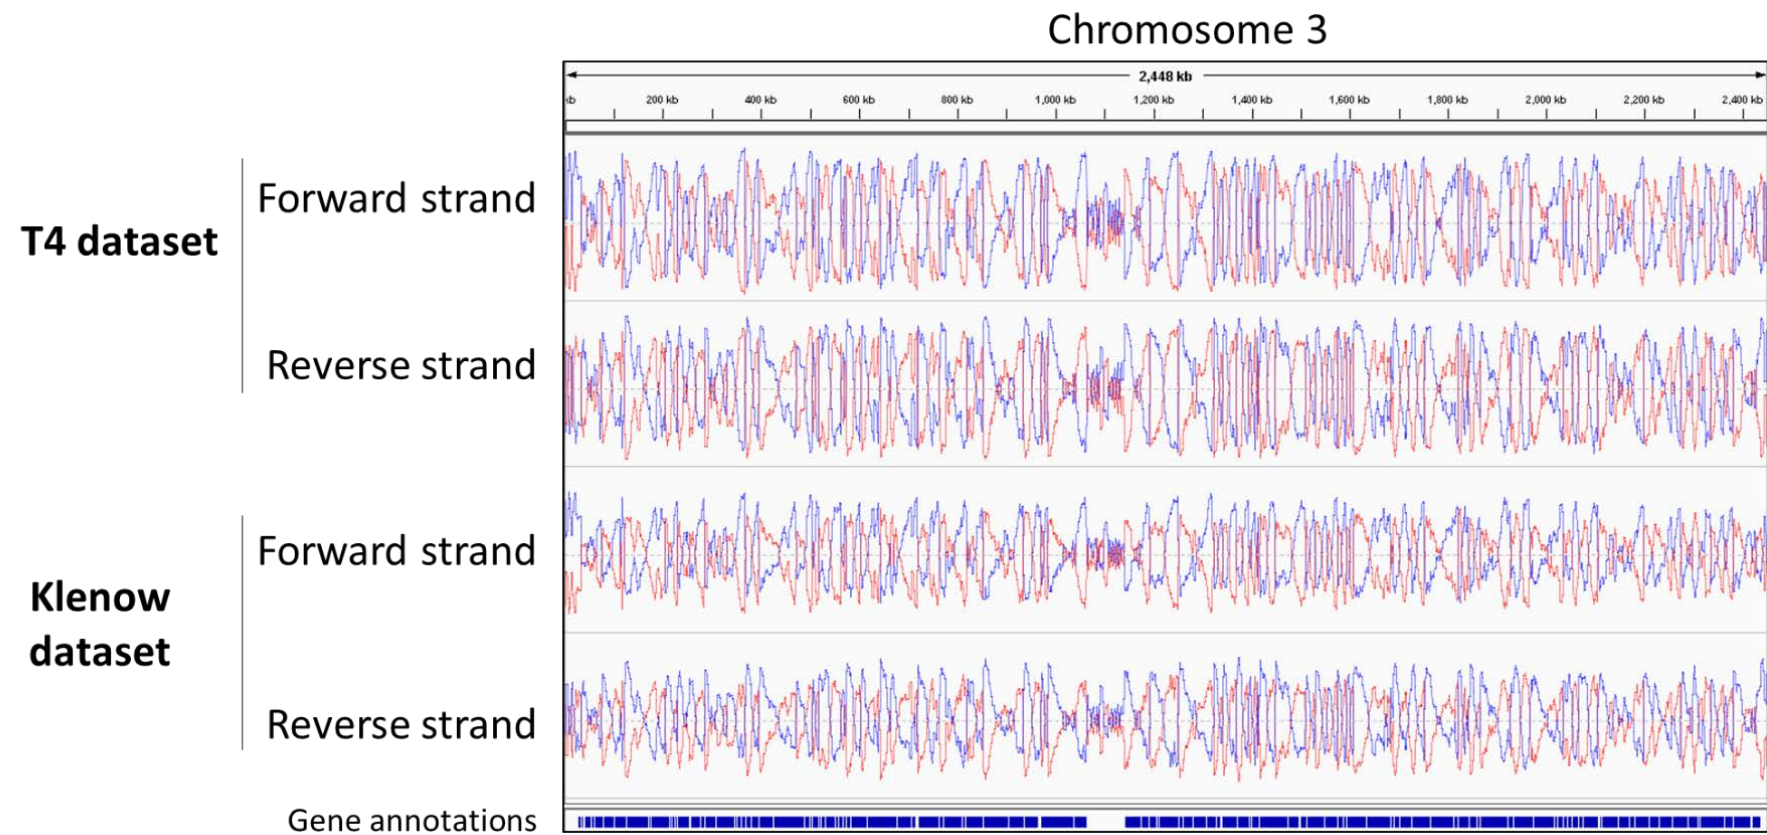 Chromosome 3
2,448 kb
kb 200 kb 400 kb 600 kb 800 kb 1,000 kb 1,200 kb 1,400 kb 1,600 kb 1,800 kb 2,000 kb 2,200 kb 2,400 kb
Forward strand
T4 dataset
Reverse strand
Forward strand
Klenow
dataset
Reverse strand
Gene annotations